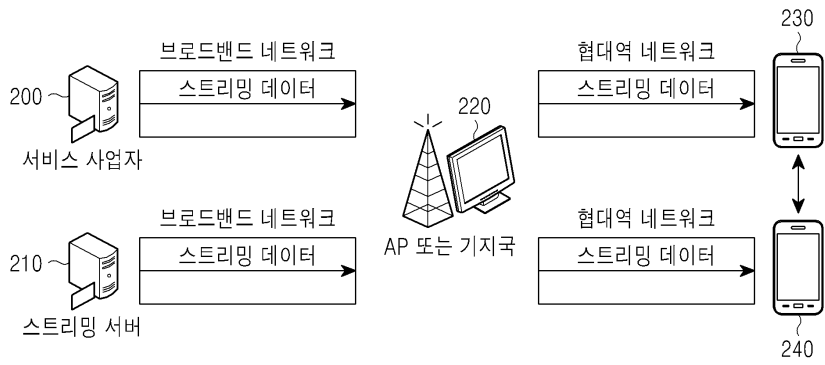 230
브로드밴드 네트워크
협대역 네트워크
200
스트리밍 데이터
220
스트리밍 데이터
서비스 사업자
브로드밴드 네트워크
협대역 네트워크
210
스트리밍 데이터
AP 또는 기지국
스트리밍 데이터
스트리밍 서버
240